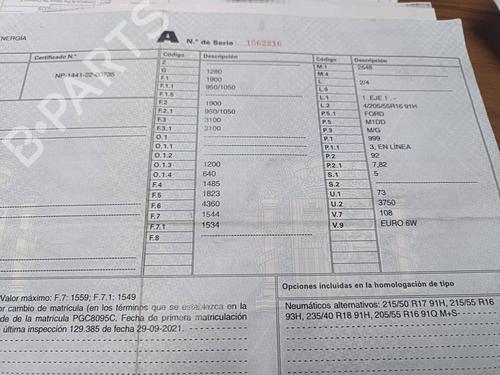 ENERGÍA
A N.º de Serie: 1562216
Certificado N.º
NP-1441-22-00735
Código Descripción
Z
G 1280
F.1 1900
F.1.1 950/1050
F.1.5
F.2 1900
F.2.1 950/1050
F.3 3100
F.3.1 3100
O.1
O.1.1
O.1.2
O.1.3 1200
O.1.4 640
F.4 1485
F.5 1823
F.6 4360
F.7 1544
F.7.1 1534
F.8
Código Descripción
M.1 2648
M.4
L 2/4
L.0
L.1 1 EJE 1 .-
L.2 4/205/55R16 91H
P.5.1 FORD
P.5 M1DD
P.3 M/G
P.1 999
P.1.1 3, EN LÍNEA
P.2 92
P.2.1 7,82
S.1 5
S.2
U.1 73
U.2 3750
V.7 108
V.9 EURO 6W
Valor máximo: F.7: 1559; F.7.1: 1549
or cambio de matrícula (en los términos que se establezca en la
de de la matrícula PGC8095C. Fecha de primera matriculación
última inspección 129.385 de fecha 29-09-2021.
Opciones incluidas en la homologación de tipo
Neumáticos alternativos: 215/50 R17 91H, 215/55 R16
93H, 235/40 R18 91H, 205/55 R16 91Q M+S-
B-PARTS